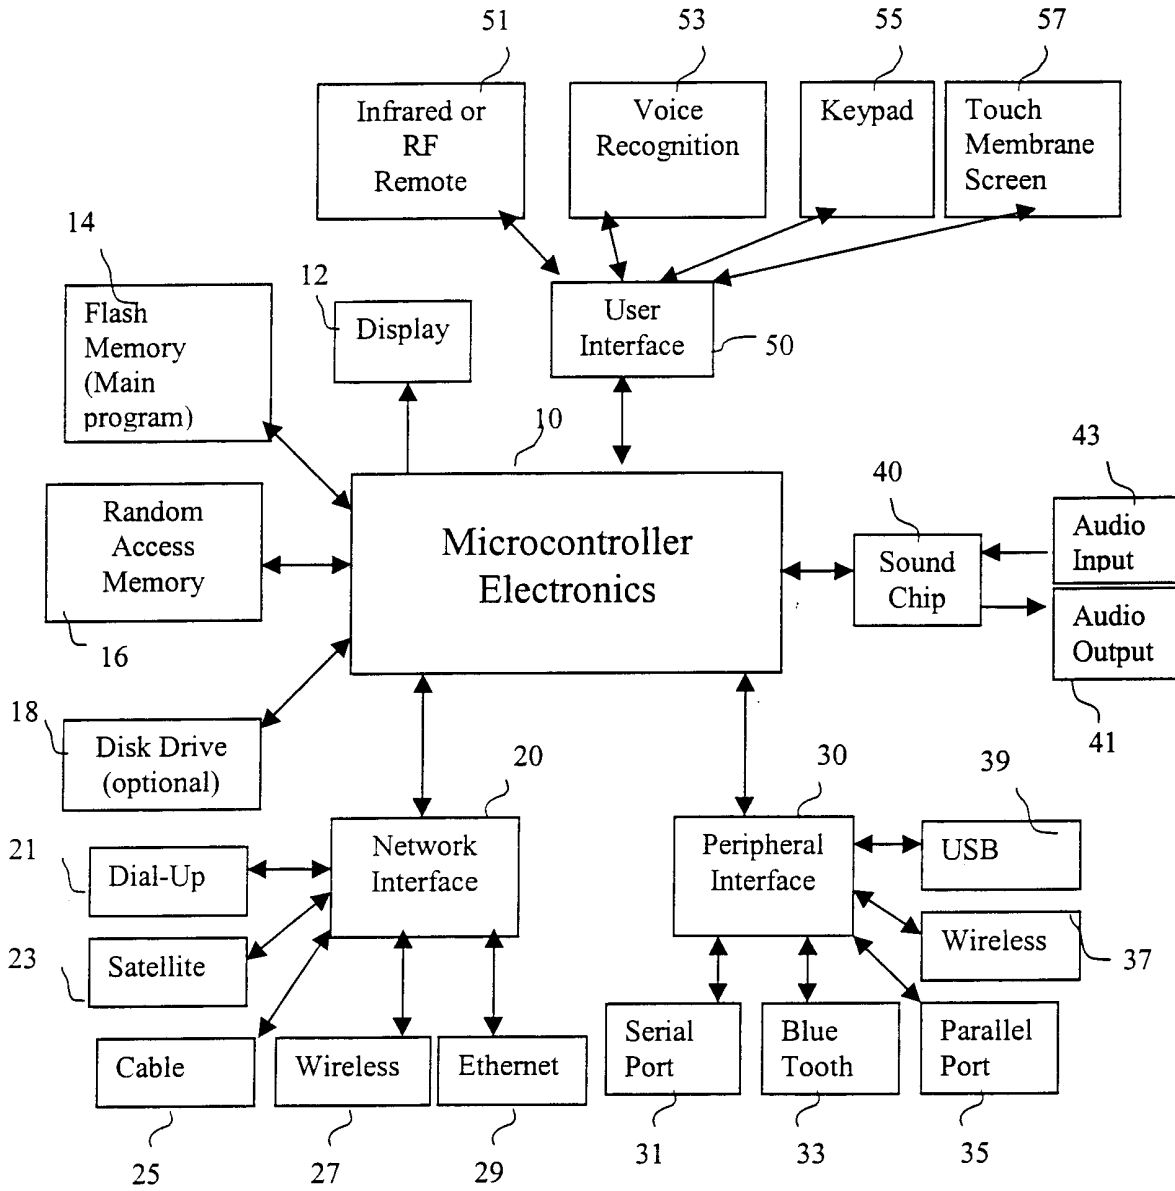 51
53
55
57
Infrared or
RF
Remote
Voice
Recognition
Keypad
Touch
Membrane
Screen
14
12
Flash
Memory
(Main
program)
Display
User
Interface
50
10
43
40
Random
Access
Memory
16
Microcontroller
Electronics
Sound
Chip
Audio
Input
Audio
Output
41
18
Disk Drive
(optional)
20
30
39
21
Dial-Up
Network
Interface
Peripheral
Interface
USB
23
Satellite
Wireless
37
Cable
Wireless
Ethernet
Serial
Port
Blue
Tooth
Parallel
Port
25
27
29
31
33
35